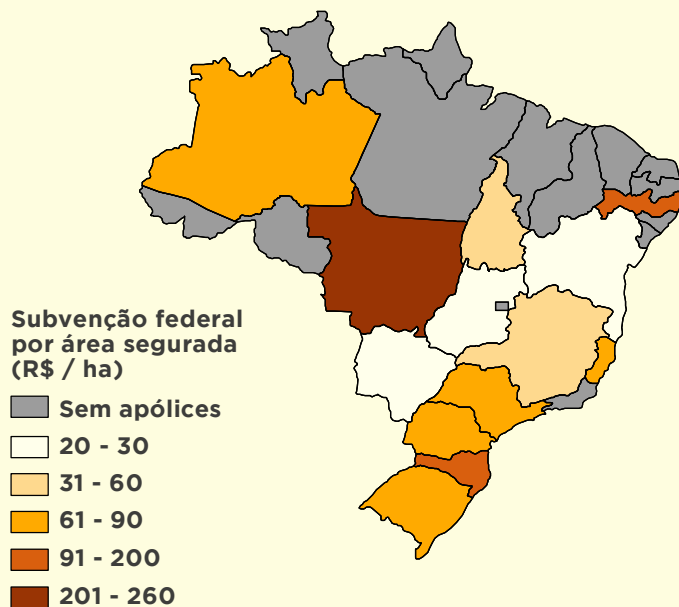 Subvenção federal
por área segurada
(R$ / ha)
Sem apólices
20 - 30
31 - 60
61 - 90
91 - 200
201 - 260